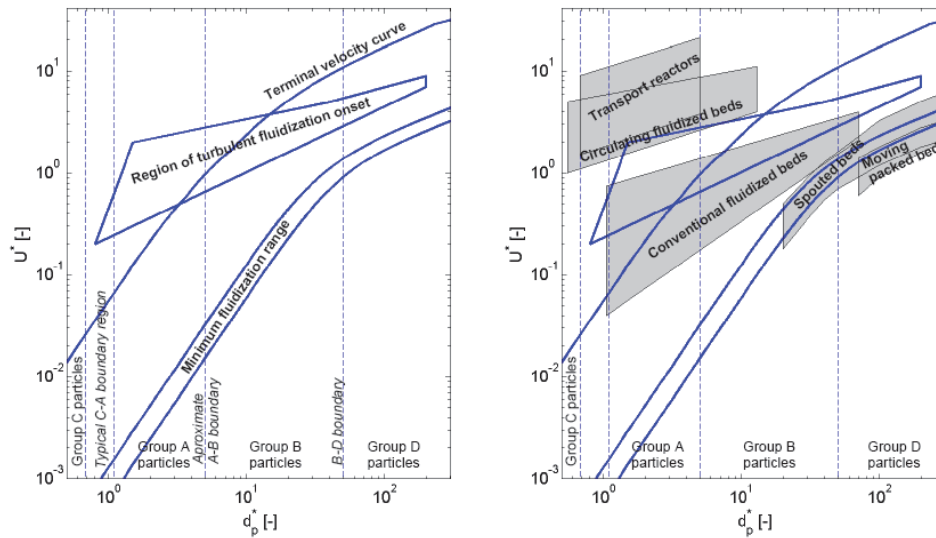 10^1
10^0
10^-1
10^-2
10^-3
U^* [-]
10^0
10^1
10^2
d_p^* [-]
Terminal velocity curve
Region of turbulent fluidization onset
Minimum fluidization range
Group C particles
Typical C-A boundary region
Group A
particles
Aproximate
A-B boundary
Group B
particles
B-D boundary
Group D
particles
10^1
10^0
10^-1
10^-2
10^-3
U^* [-]
10^0
10^1
10^2
d_p^* [-]
Transport reactors
Circulating fluidized beds
Conventional fluidized beds
Spouted beds
Moving
packed bed
Group C particles
Group A
particles
Group B
particles
Group D
particles